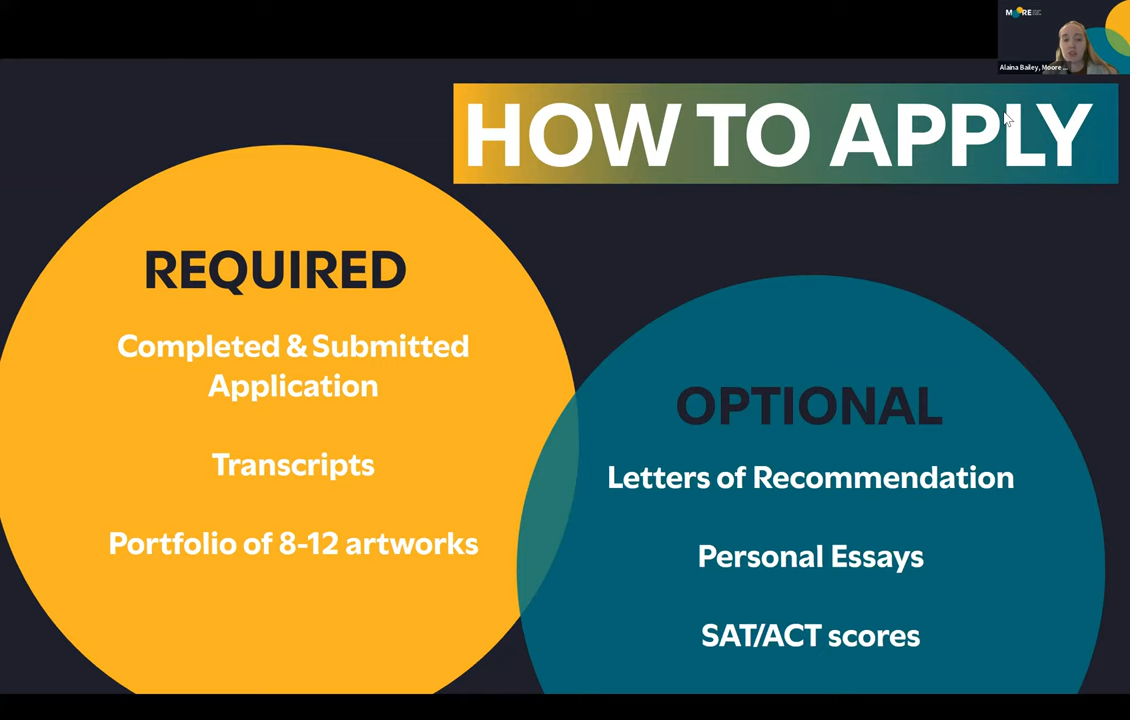 MOORE
Alaina Bailey, Moore ...
HOW TO APPLY
REQUIRED
Completed & Submitted
Application
Transcripts
Portfolio of 8-12 artworks
OPTIONAL
Letters of Recommendation
Personal Essays
SAT/ACT scores